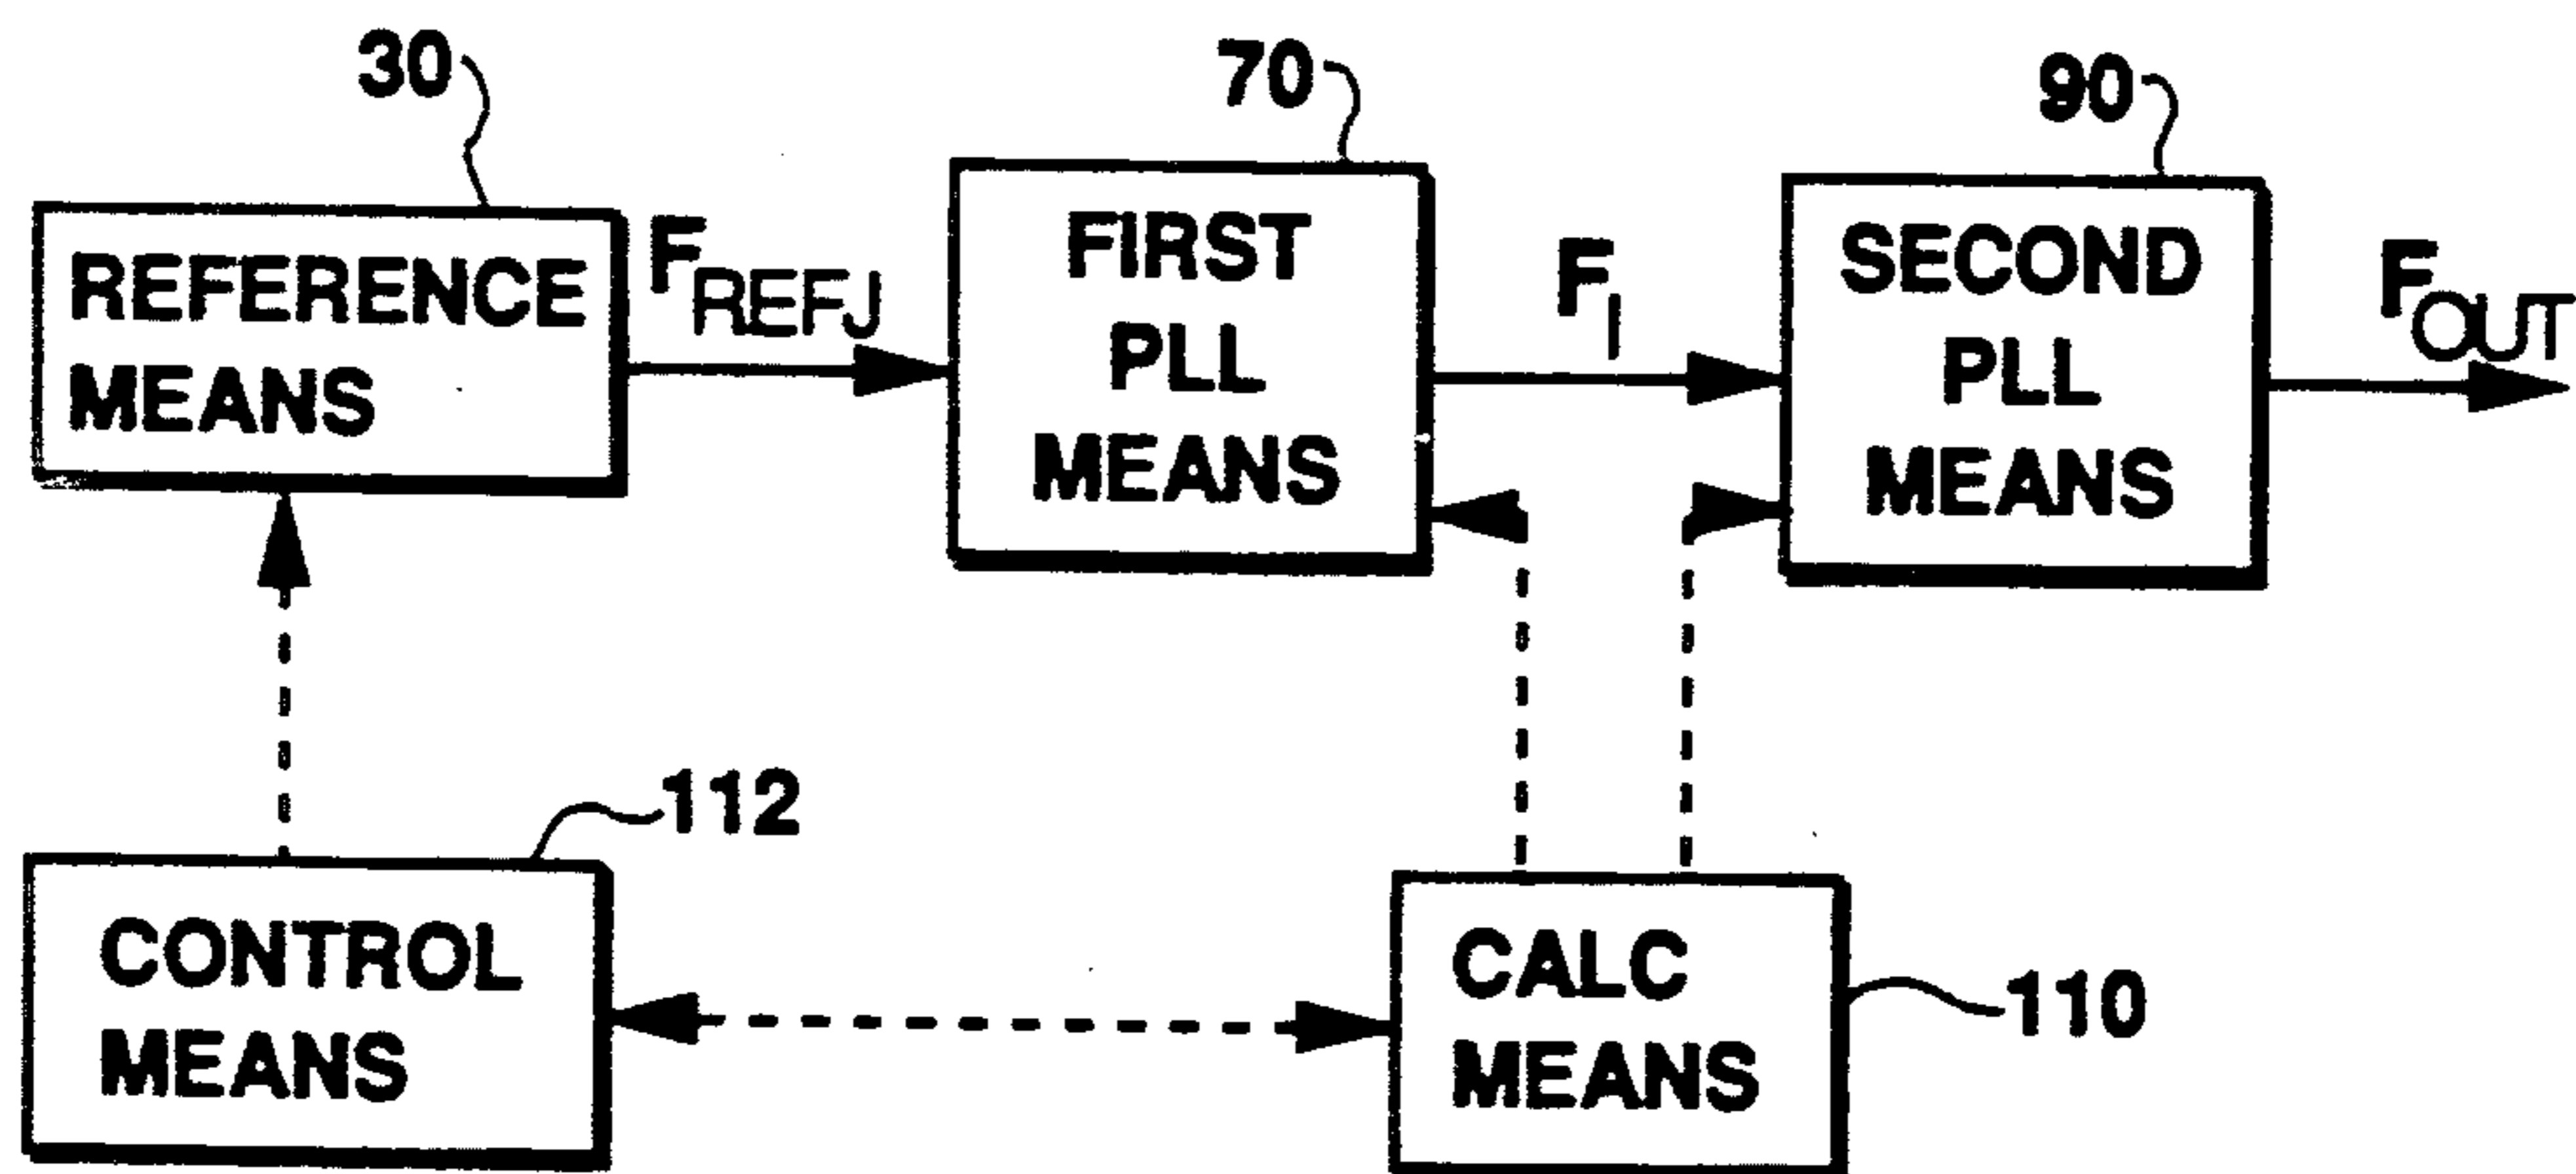 30
70
90
REFERENCE
MEANS
F_REFJ
FIRST
PLL
MEANS
F_I
SECOND
PLL
MEANS
F_OUT
112
CONTROL
MEANS
CALC
MEANS
110